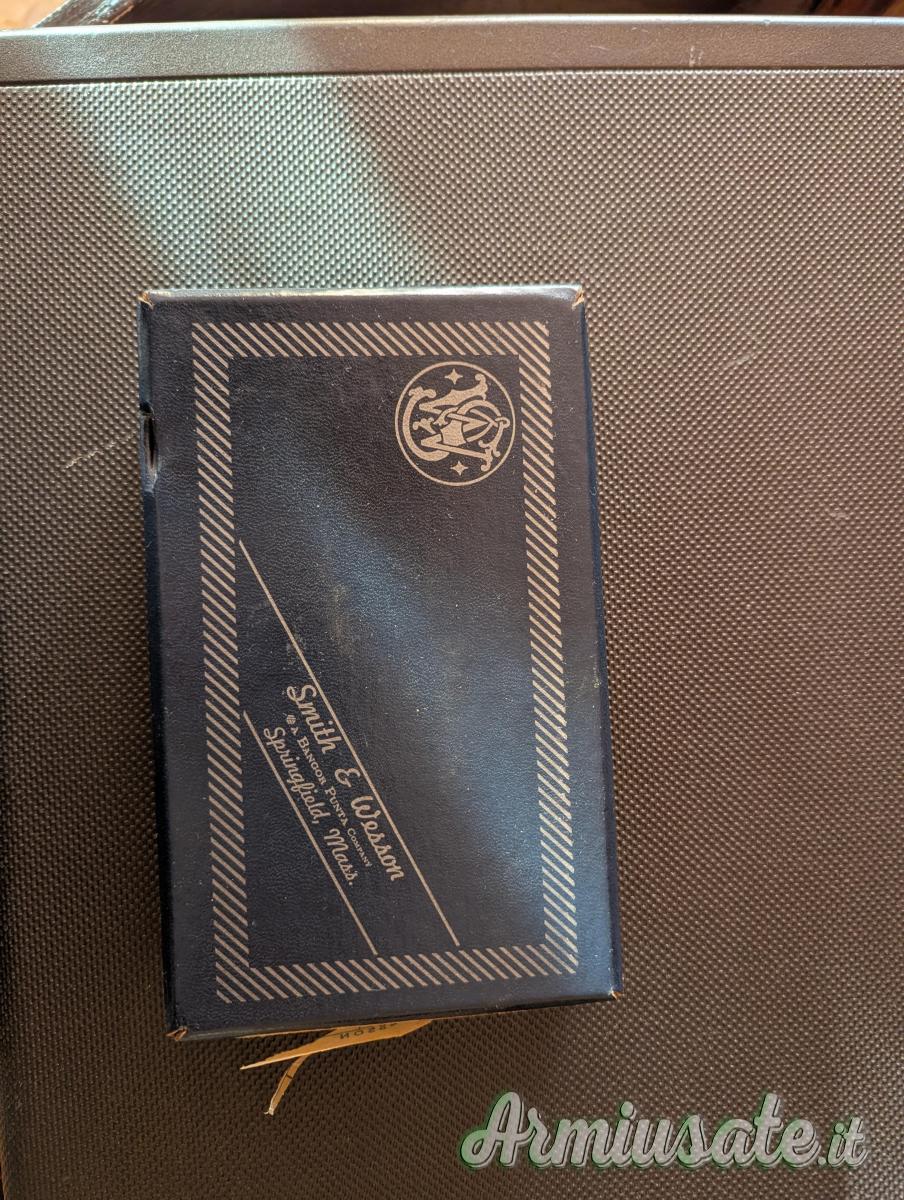 Smith & Wesson
A BANGOR PUNTA COMPANY
Springfield, Mass.
Armiusate.it